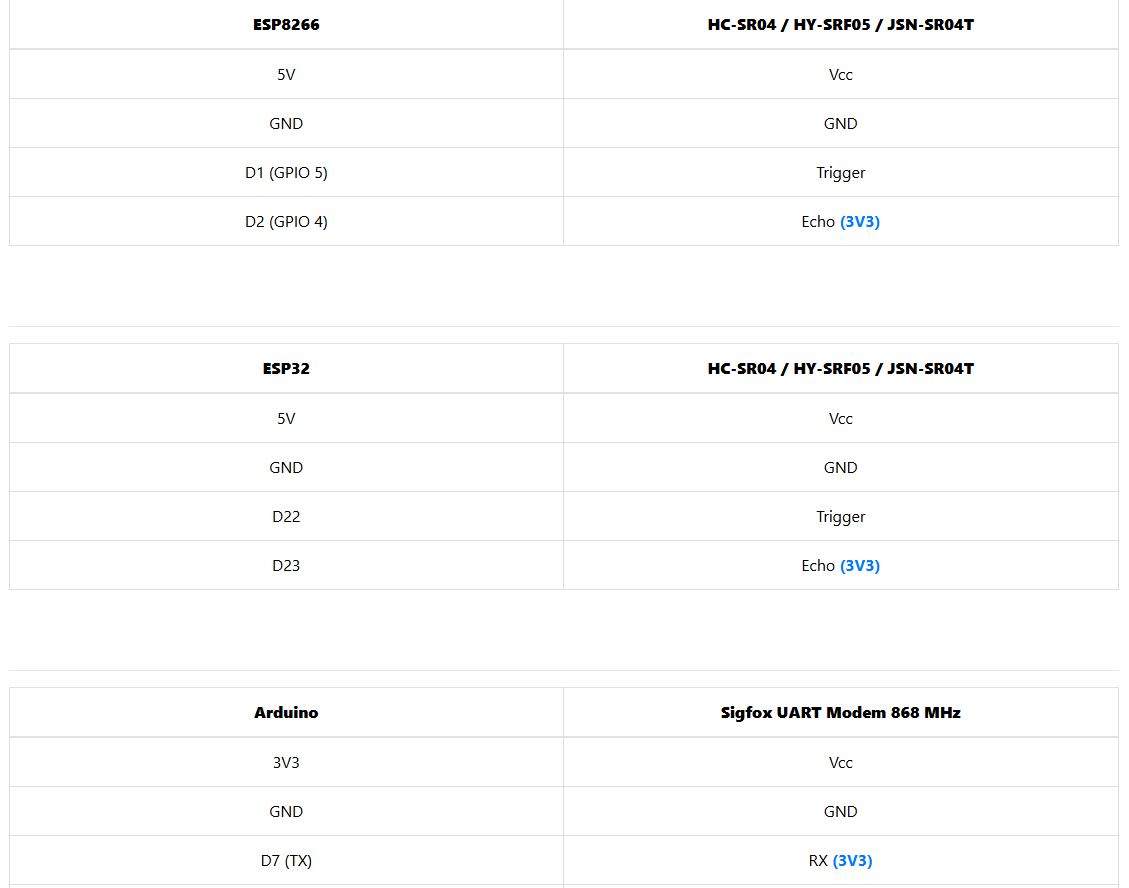 ESP8266 HC-SR04 / HY-SRF05 / JSN-SR04T
5V Vcc
GND GND
D1 (GPIO 5) Trigger
D2 (GPIO 4) Echo (3V3)
ESP32 HC-SR04 / HY-SRF05 / JSN-SR04T
5V Vcc
GND GND
D22 Trigger
D23 Echo (3V3)
Arduino Sigfox UART Modem 868 MHz
3V3 Vcc
GND GND
D7 (TX) RX (3V3)